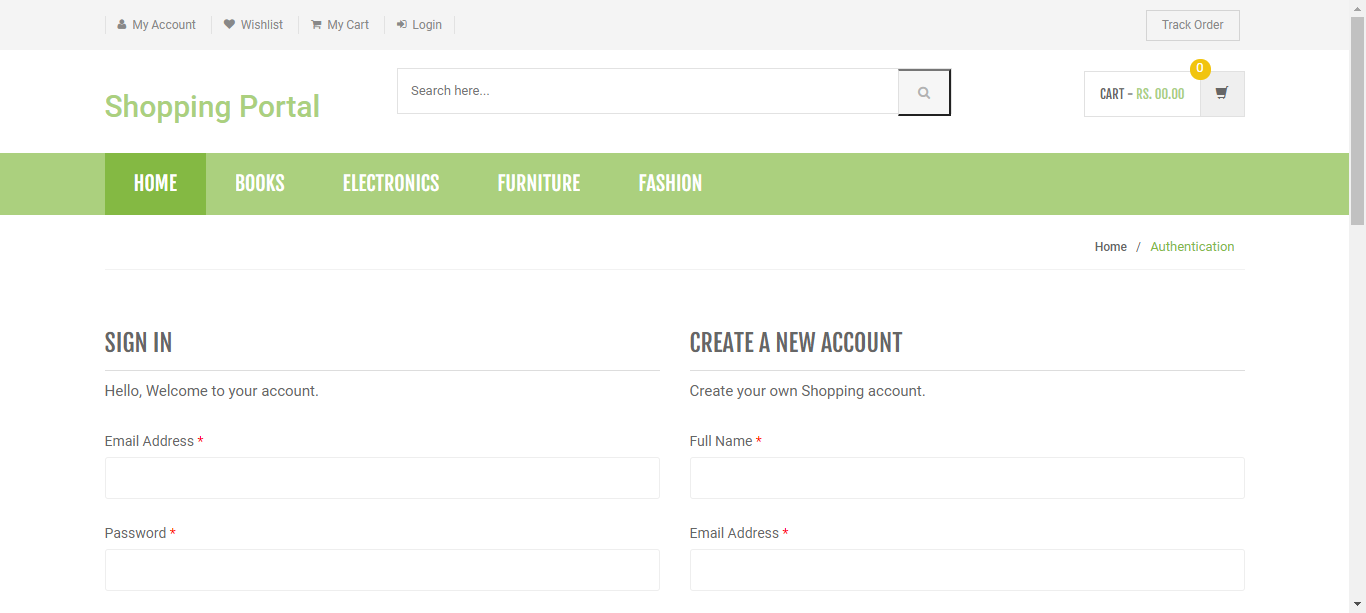 My Account Wishlist My Cart Login Track Order
Shopping Portal
Search here...
0
CART - RS. 00.00
HOME BOOKS ELECTRONICS FURNITURE FASHION
Home / Authentication
SIGN IN
Hello, Welcome to your account.
Email Address *
Password *
CREATE A NEW ACCOUNT
Create your own Shopping account.
Full Name *
Email Address *